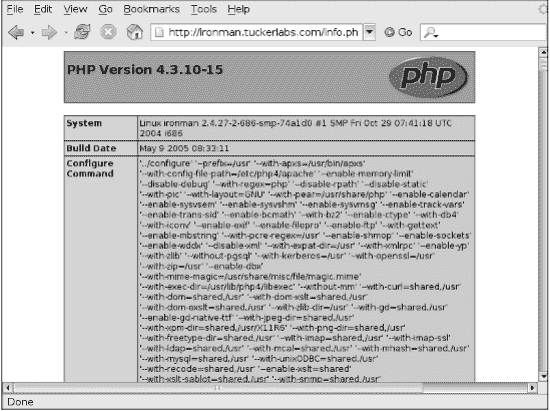 File Edit View Go Bookmarks Tools Help
http://ironman.tuckerlabs.com/info.ph Go
PHP Version 4.3.10-15
php
System Linux ironman 2.4.27-2-686-smp-74a1d0 #1 SMP Fri Oct 29 07:41:18 UTC
2004 i686
Build Date May 9 2005 08:33:11
Configure
Command
'../configure' '--prefix=/usr' '--with-apxs=/usr/bin/apxs'
'--with-config-file-path=/etc/php4/apache' '--enable-memory-limit'
'--disable-debug' '--with-regex=php' '--disable-rpath' '--disable-static'
'--with-pic' '--with-layout=GNU' '--with-pear=/usr/share/php' '--enable-calendar'
'--enable-sysvsem' '--enable-sysvshm' '--enable-sysvmsg' '--enable-track-vars'
'--enable-trans-sid' '--enable-bcmath' '--with-bz2' '--enable-ctype' '--with-db4'
'--with-iconv' '--enable-exif' '--enable-filepro' '--enable-ftp' '--with-gettext'
'--enable-mbstring' '--with-pcre-regex=/usr' '--enable-shmop' '--enable-sockets'
'--enable-wddx' '--disable-xml' '--with-expat-dir=/usr' '--with-xmlrpc' '--enable-yp'
'--with-zlib' '--without-pgsql' '--with-kerberos=/usr' '--with-openssl=/usr'
'--with-zip=/usr' '--enable-dbx'
'--with-mime-magic=/usr/share/misc/file/magic.mime'
'--with-exec-dir=/usr/lib/php4/libexec' '--without-mm' '--with-curl=shared,/usr'
'--with-dom=shared,/usr' '--with-dom-xslt=shared,/usr'
'--with-dom-exslt=shared,/usr' '--with-zlib-dir=/usr' '--with-gd=shared,/usr'
'--enable-gd-native-ttf' '--with-jpeg-dir=shared,/usr'
'--with-xpm-dir=shared,/usr/X11R6' '--with-png-dir=shared,/usr'
'--with-freetype-dir=shared,/usr' '--with-imap=shared,/usr' '--with-imap-ssl'
'--with-ldap=shared,/usr' '--with-mcal=shared,/usr' '--with-mhash=shared,/usr'
'--with-mysql=shared,/usr' '--with-unixODBC=shared,/usr'
'--with-recode=shared,/usr' '--enable-xslt=shared'
'--with-xslt-sablot=shared,/usr' '--with-snmp=shared,/usr'
Done